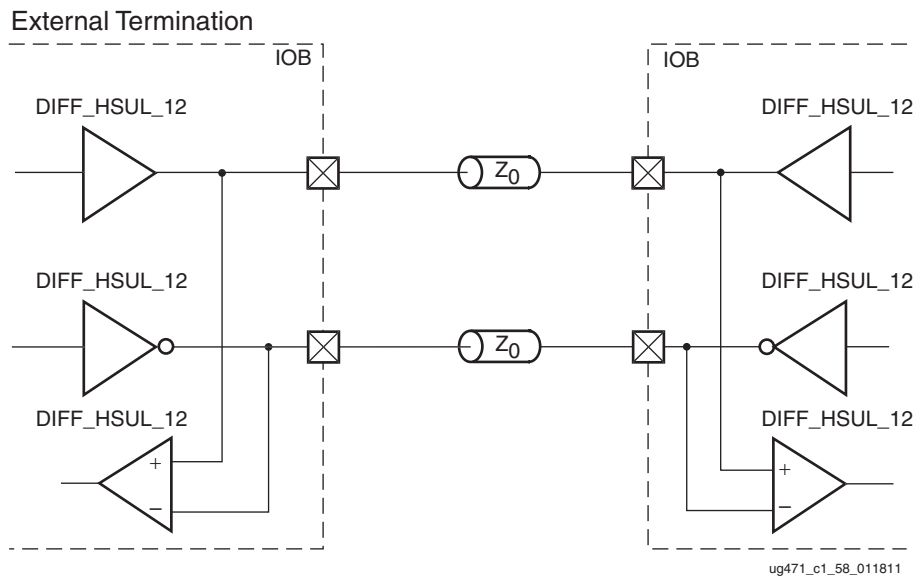 External Termination
IOB
IOB
DIFF_HSUL_12
DIFF_HSUL_12
Z0
DIFF_HSUL_12
DIFF_HSUL_12
Z0
DIFF_HSUL_12
DIFF_HSUL_12
+
–
+
–
ug471_c1_58_011811